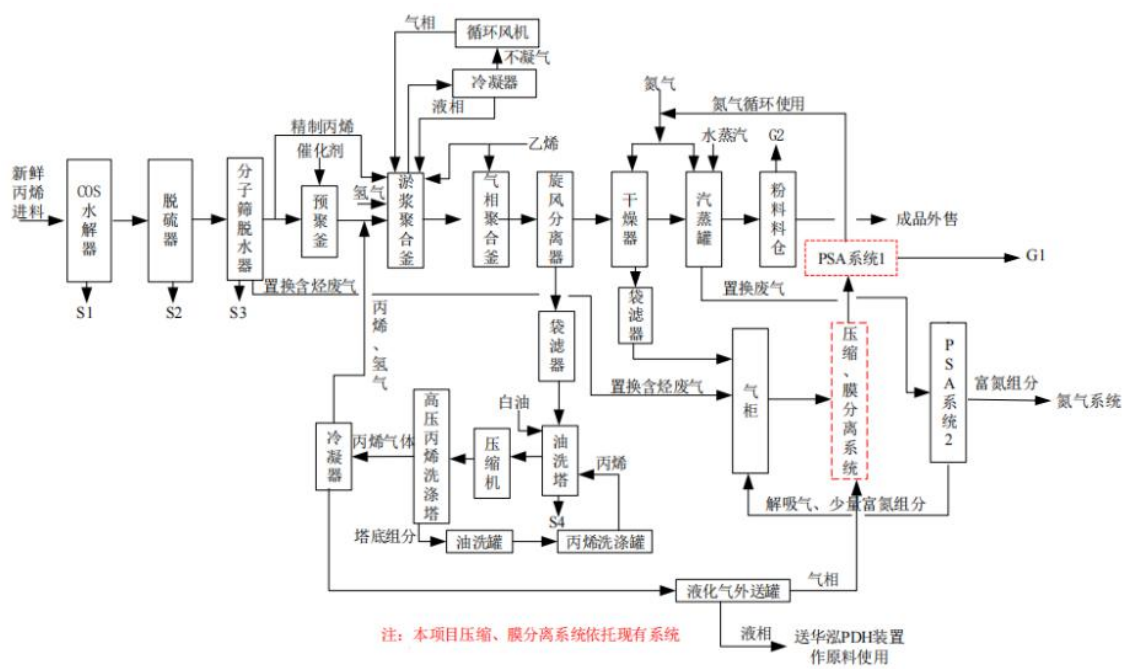 气相
循环风机
不凝气
冷凝器
液相
氮气
氮气循环使用
精制丙烯
催化剂
乙烯
水蒸汽
G2
新鲜
丙烯
进料
COS
水解器
脱硫器
分子筛脱水器
预聚釜
氢气
淤浆聚合釜
气相聚合釜
旋风分离器
干燥器
汽蒸罐
粉料料仓
成品外售
PSA系统1
G1
S1
S2
S3
置换含烃废气
置换废气
丙烯、氢气
袋滤器
袋滤器
置换含烃废气
气柜
压缩、膜分离系统
PSA系统2
富氮组分
氮气系统
白油
冷凝器
丙烯气体
高压丙烯洗涤塔
压缩机
油洗塔
丙烯
S4
解吸气、少量富氮组分
塔底组分
油洗罐
丙烯洗涤罐
液化气外送罐
气相
注：本项目压缩、膜分离系统依托现有系统
液相
送华泓PDH装置
作原料使用